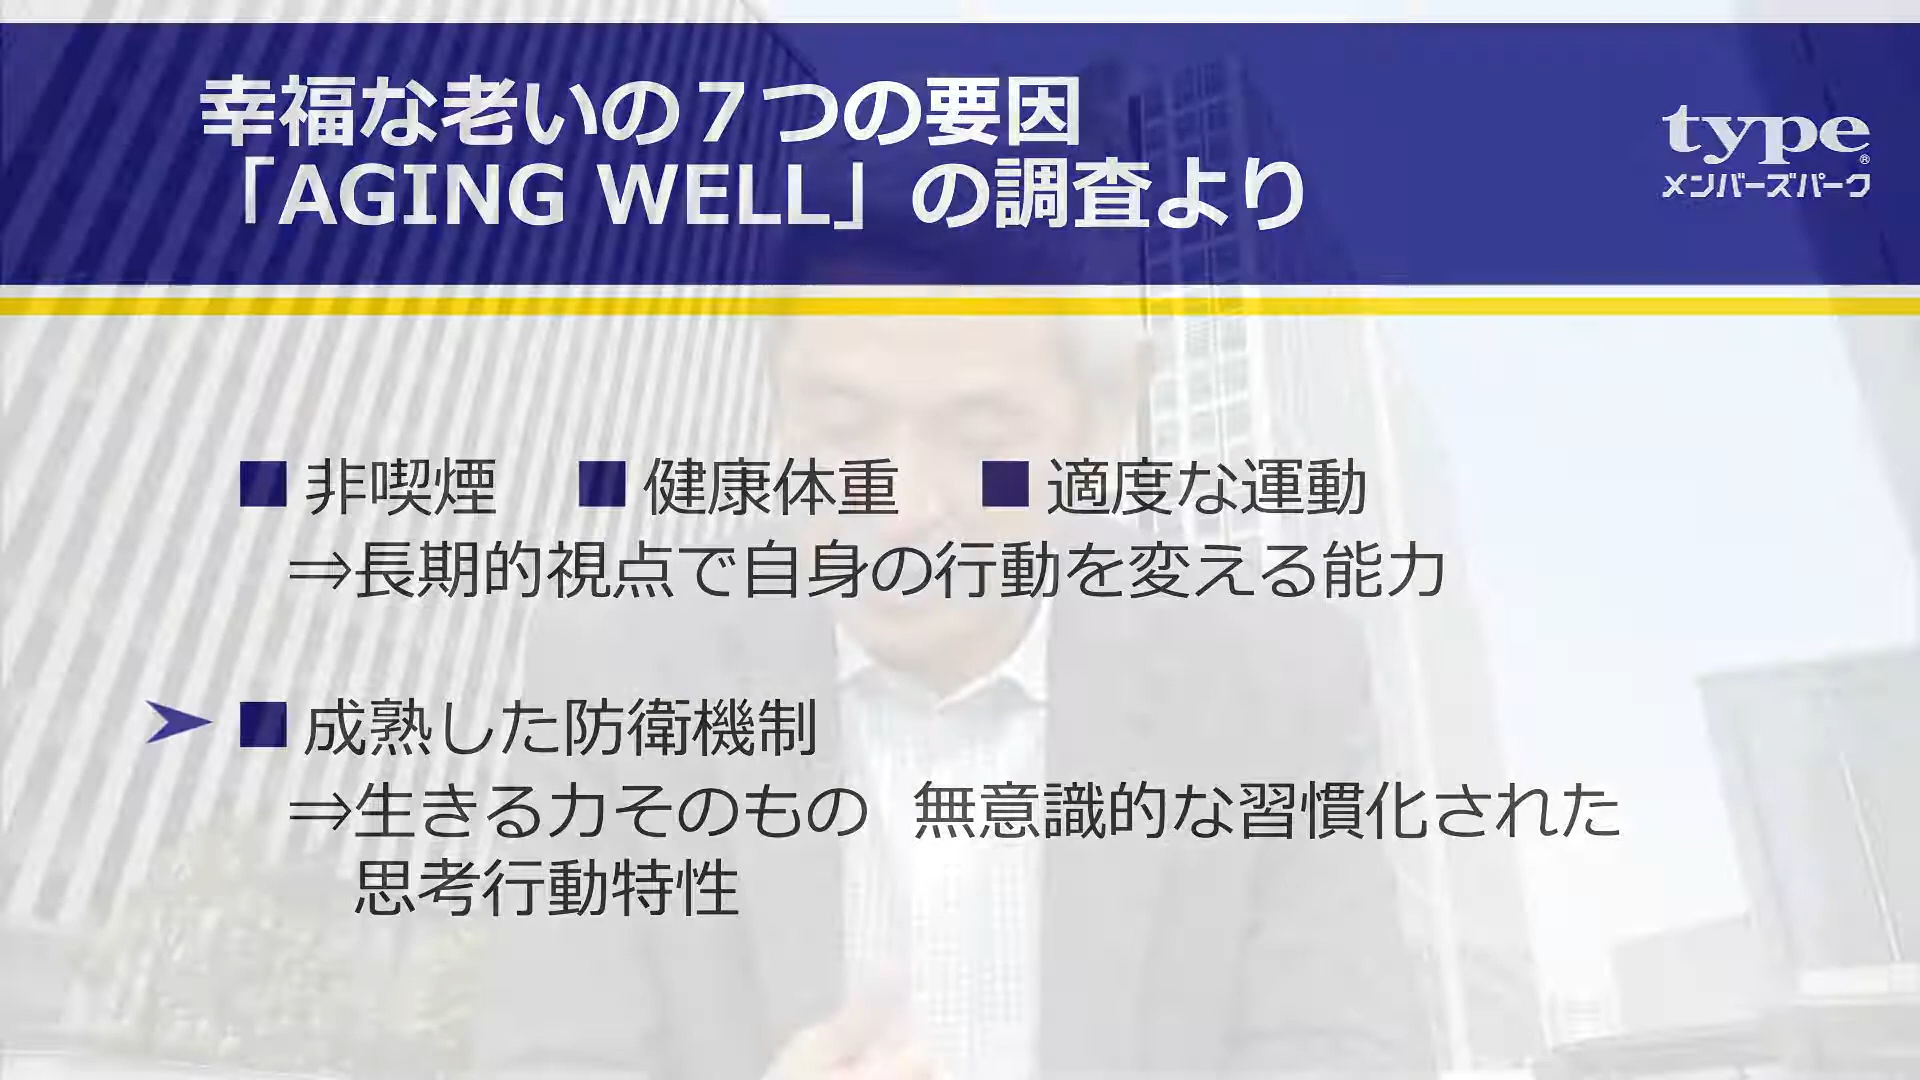 幸福な老いの７つの要因
「AGING WELL」の調査より
type®
メンバーズパーク
■ 非喫煙 ■ 健康体重 ■ 適度な運動
⇒長期的視点で自身の行動を変える能力
➤ ■ 成熟した防衛機制
⇒生きる力そのもの 無意識的な習慣化された
思考行動特性